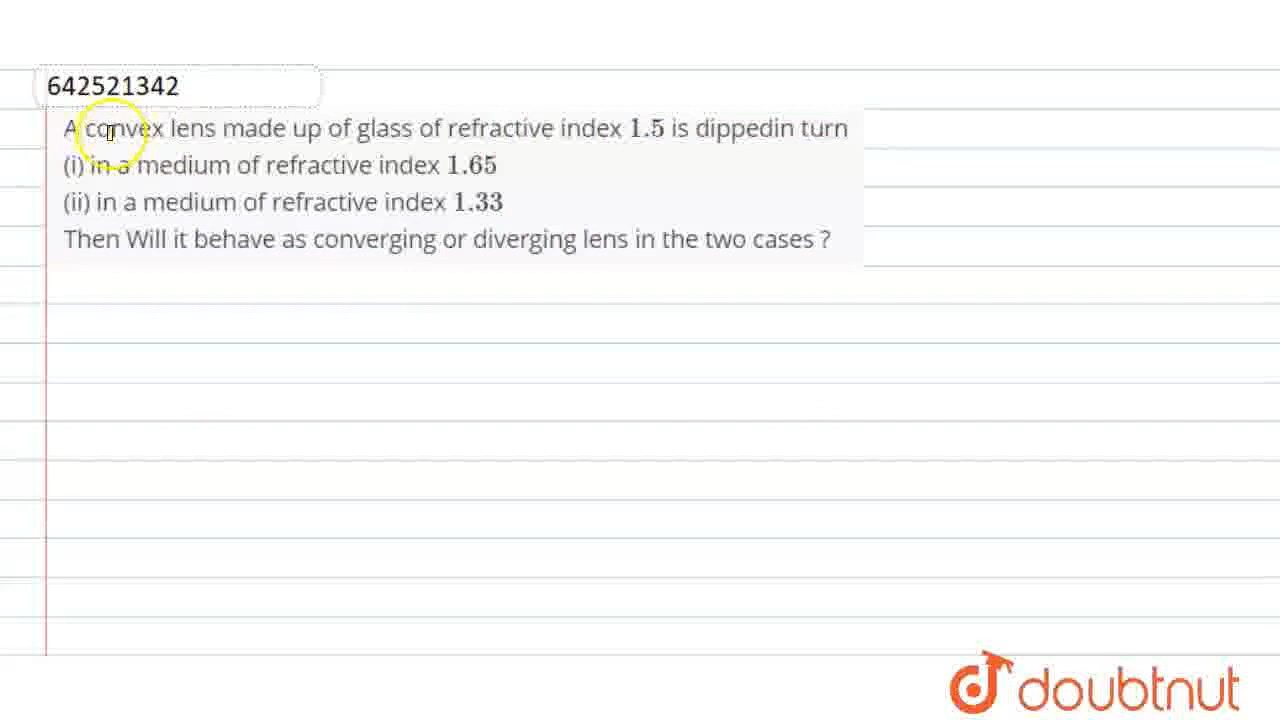 642521342
A convex lens made up of glass of refractive index 1.5 is dippedin turn
(i) in a medium of refractive index 1.65
(ii) in a medium of refractive index 1.33
Then Will it behave as converging or diverging lens in the two cases ?
doubtnut